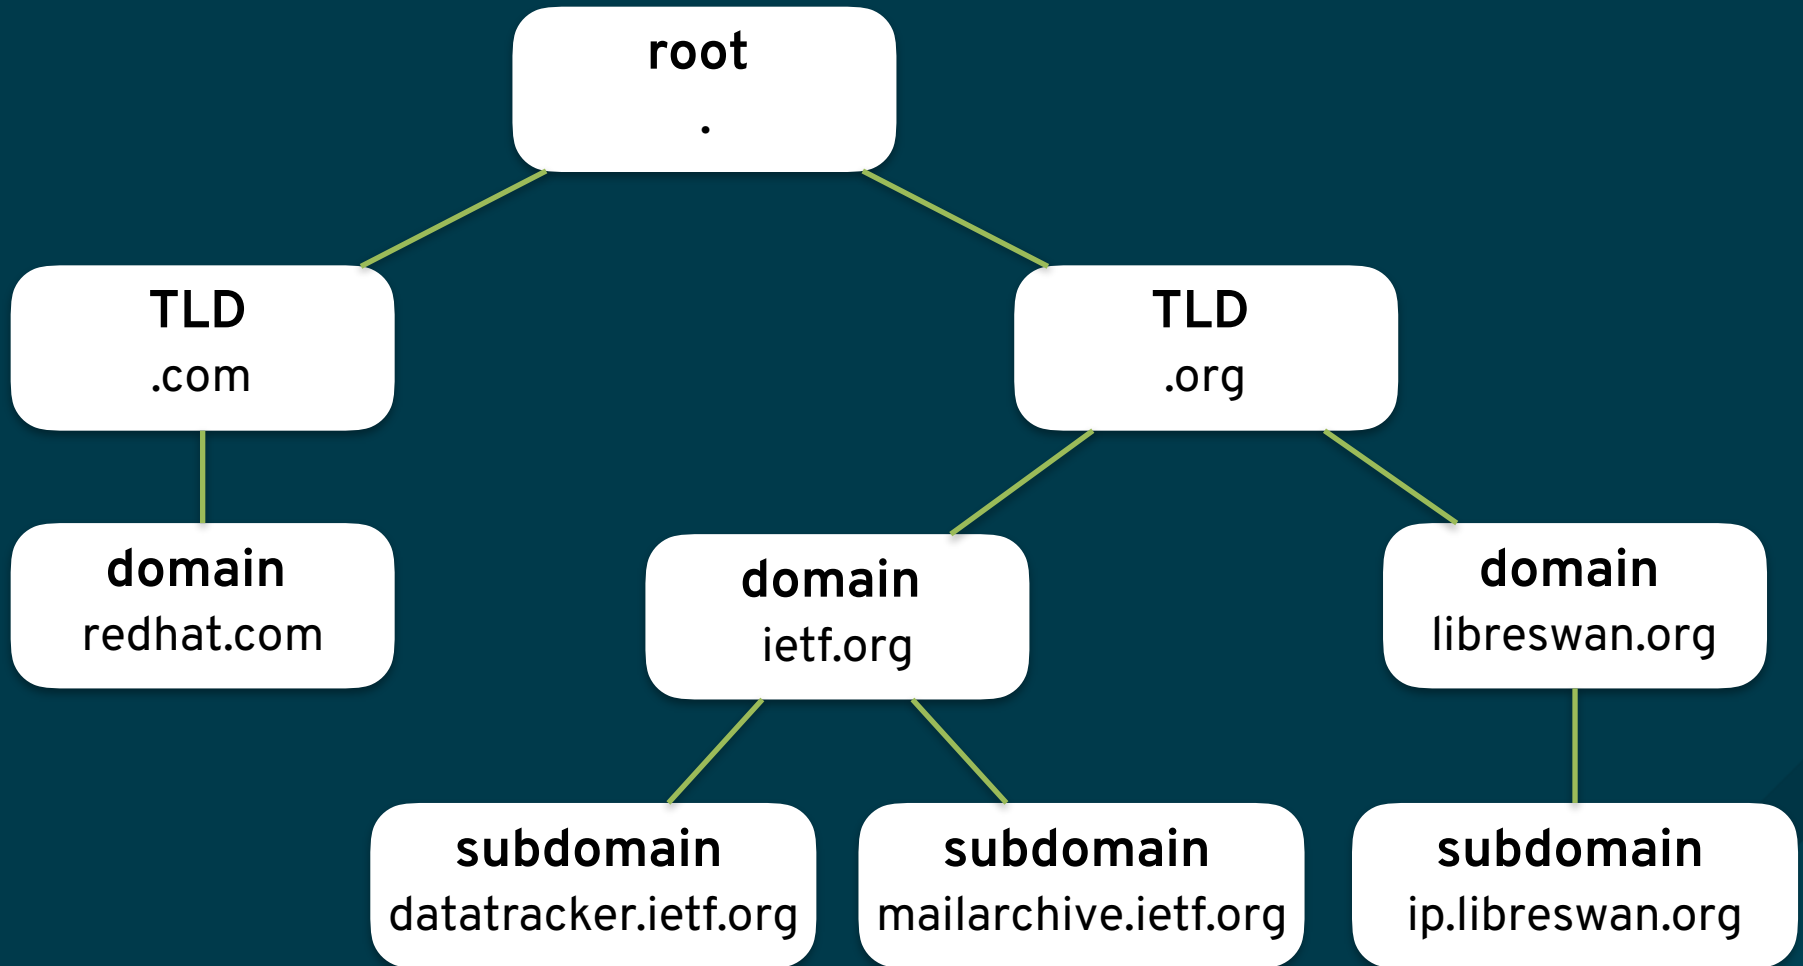 root
.
TLD
.com
TLD
.org
domain
redhat.com
domain
ietf.org
domain
libreswan.org
subdomain
datatracker.ietf.org
subdomain
mailarchive.ietf.org
subdomain
ip.libreswan.org